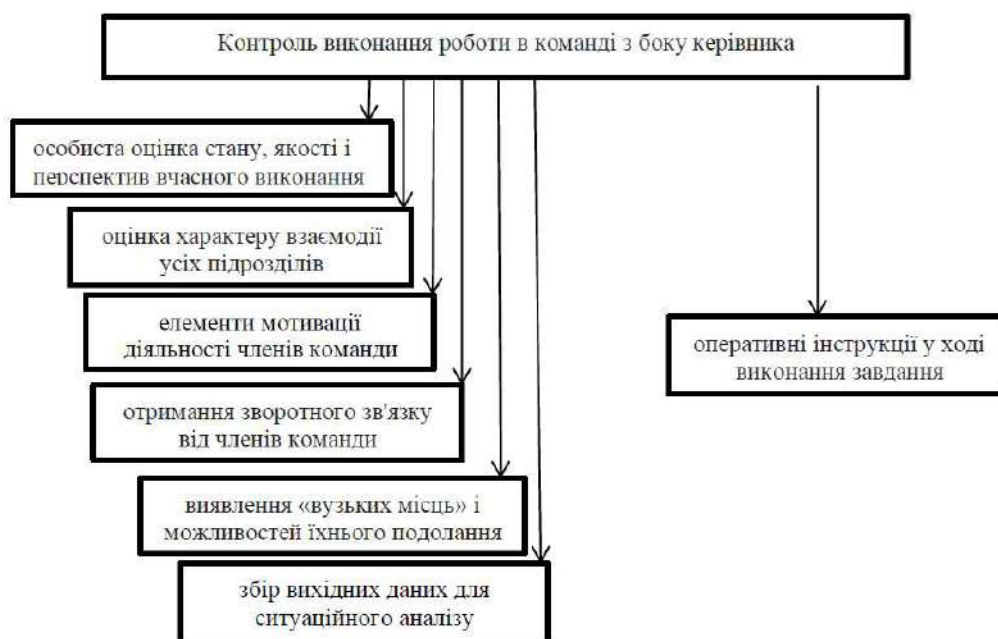 Контроль виконання роботи в команді з боку керівника
особиста оцінка стану, якості і
перспектив вчасного виконання
оцінка характеру взаємодії
усіх підрозділів
елементи мотивації
діяльності членів команди
отримання зворотного зв'язку
від членів команди
виявлення «вузьких місць» і
можливостей їхнього подолання
збір вихідних даних для
ситуаційного аналізу
оперативні інструкції у ході
виконання завдання